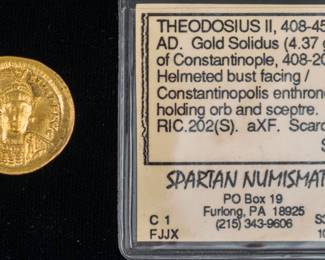 THEODOSIUS II, 408-45
AD. Gold Solidus (4.37
of Constantinople, 408-20
Helmeted bust facing /
Constantinopolis enthron
holding orb and sceptre.
RIC.202(S). aXF. Scarc
S
SPARTAN NUMISMAT
PO Box 19
Furlong, PA 18925
C 1
(215) 343-9606
FJJX
10